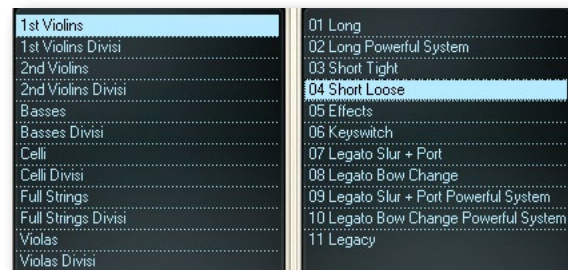 1st Violins
1st Violins Divisi
2nd Violins
2nd Violins Divisi
Basses
Basses Divisi
Celli
Celli Divisi
Full Strings
Full Strings Divisi
Violas
Violas Divisi
01 Long
02 Long Powerful System
03 Short Tight
04 Short Loose
05 Effects
06 Keyswitch
07 Legato Slur + Port
08 Legato Bow Change
09 Legato Slur + Port Powerful System
10 Legato Bow Change Powerful System
11 Legacy